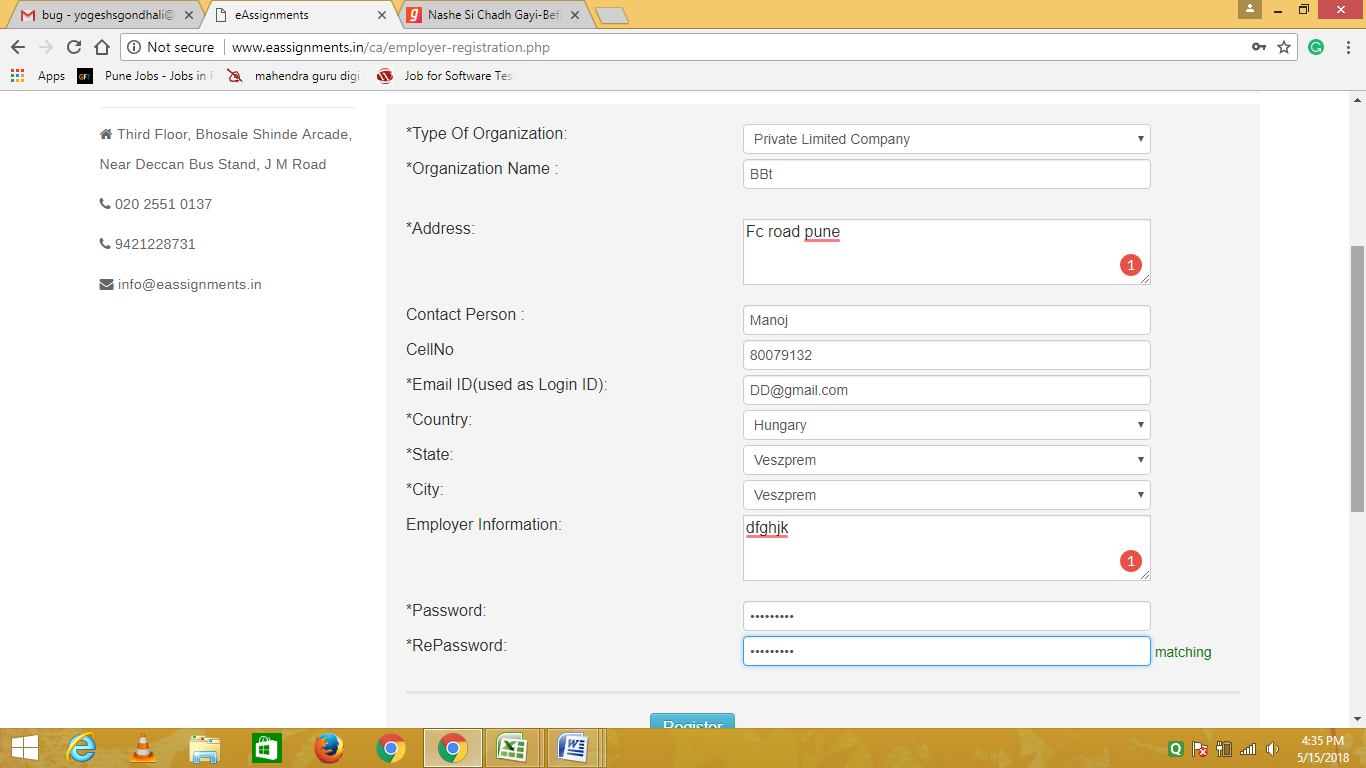 bug - yogeshsgondhali@
eAssignments
Nashe Si Chadh Gayi-Befi
Not secure
www.eassignments.in/ca/employer-registration.php
Apps
GF!
Pune Jobs - Jobs in P
mahendra guru digi
Job for Software Tes
Third Floor, Bhosale Shinde Arcade,
Near Deccan Bus Stand, J M Road
020 2551 0137
9421228731
info@eassignments.in
*Type Of Organization:
Private Limited Company
*Organization Name :
BBt
*Address:
Fc road pune
1
Contact Person :
Manoj
CellNo
80079132
*Email ID(used as Login ID):
DD@gmail.com
*Country:
Hungary
*State:
Veszprem
*City:
Veszprem
Employer Information:
dfghjk
1
*Password:
•••••••••
*RePassword:
•••••••••
matching
Register
4:35 PM
5/15/2018